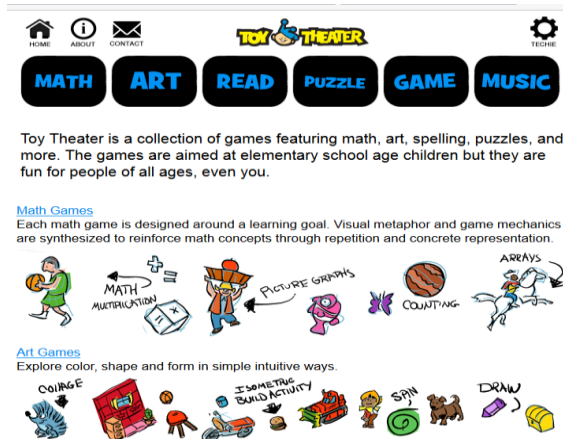 HOME ABOUT CONTACT TOY THEATER TECHIE
MATH ART READ PUZZLE GAME MUSIC
Toy Theater is a collection of games featuring math, art, spelling, puzzles, and
more. The games are aimed at elementary school age children but they are
fun for people of all ages, even you.
Math Games
Each math game is designed around a learning goal. Visual metaphor and game mechanics
are synthesized to reinforce math concepts through repetition and concrete representation.
MATH
MULTIPLICATION
PICTURE GRAPHS
COUNTING
ARRAYS
Art Games
Explore color, shape and form in simple intuitive ways.
COLLAGE
ISOMETRIC
BUILD ACTIVITY
SPIN
DRAW